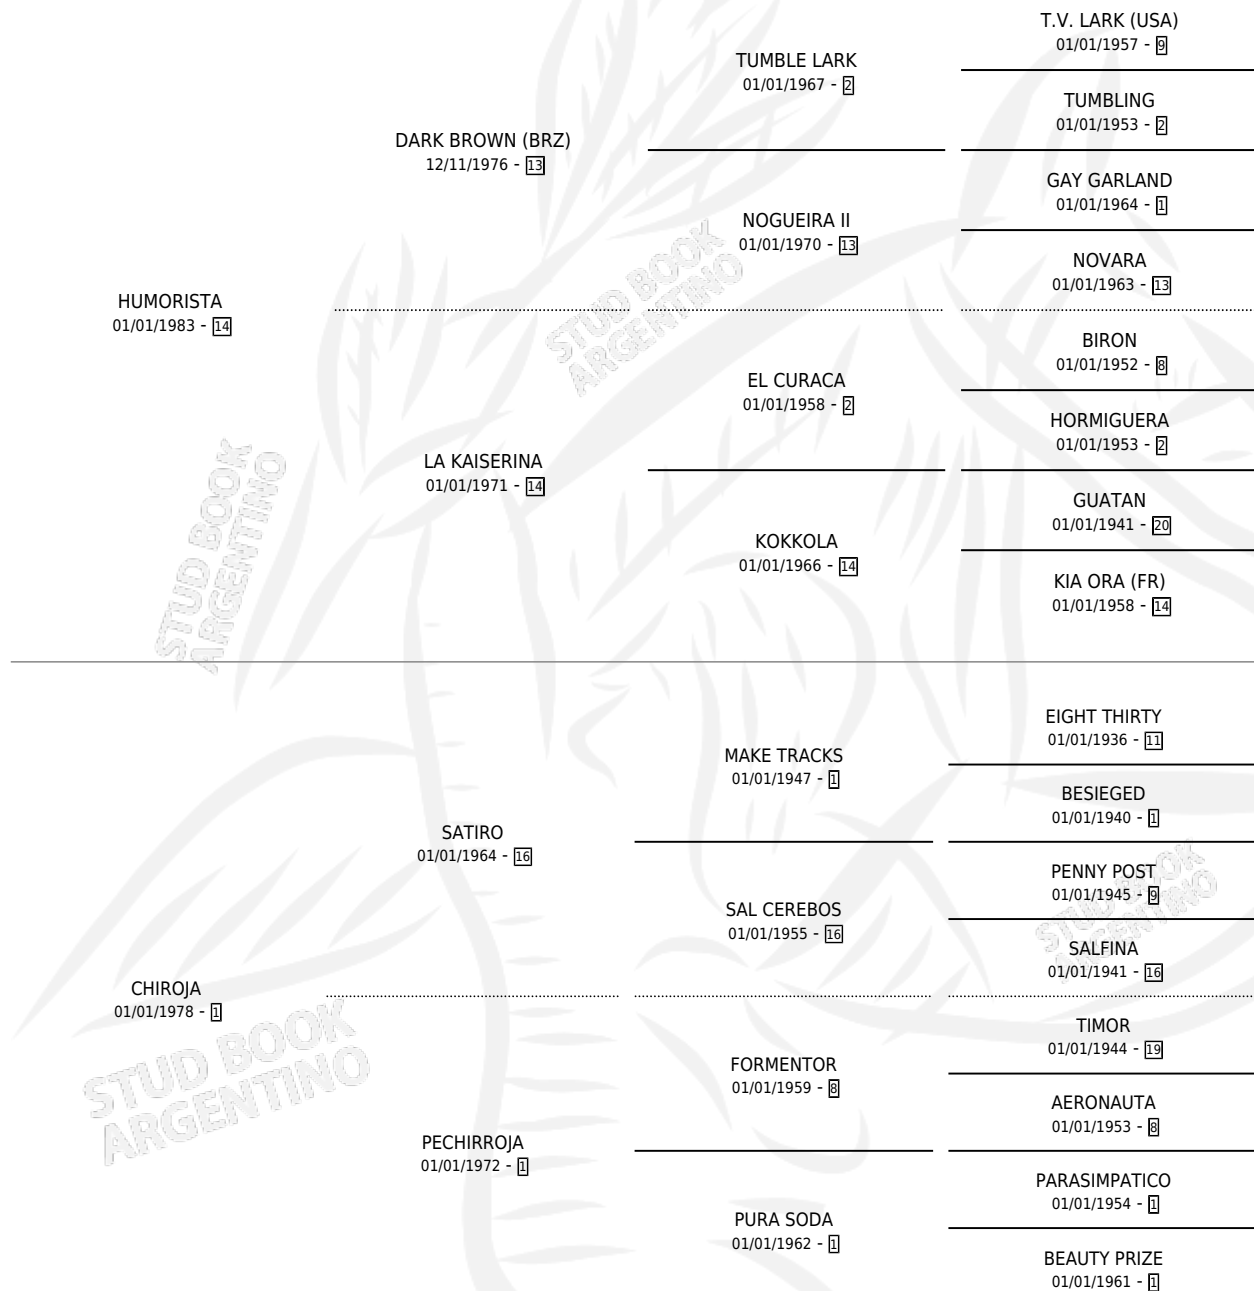 T.V. LARK (USA)
01/01/1957 - 9
TUMBLE LARK
01/01/1967 - 2
TUMBLING
01/01/1953 - 2
DARK BROWN (BRZ)
12/11/1976 - 13
GAY GARLAND
01/01/1964 - 1
NOGUEIRA II
01/01/1970 - 13
NOVARA
01/01/1963 - 13
HUMORISTA
01/01/1983 - 14
BIRON
01/01/1952 - 8
EL CURACA
01/01/1958 - 2
HORMIGUERA
01/01/1953 - 2
LA KAISERINA
01/01/1971 - 14
GUATAN
01/01/1941 - 20
KOKKOLA
01/01/1966 - 14
KIA ORA (FR)
01/01/1958 - 14
EIGHT THIRTY
01/01/1936 - 11
MAKE TRACKS
01/01/1947 - 1
BESIEGED
01/01/1940 - 1
SATIRO
01/01/1964 - 16
PENNY POST
01/01/1945 - 9
SAL CEREBOS
01/01/1955 - 16
SALFINA
01/01/1941 - 16
CHIROJA
01/01/1978 - 1
TIMOR
01/01/1944 - 19
FORMENTOR
01/01/1959 - 8
AERONAUTA
01/01/1953 - 8
PECHIRROJA
01/01/1972 - 1
PARASIMPATICO
01/01/1954 - 1
PURA SODA
01/01/1962 - 1
BEAUTY PRIZE
01/01/1961 - 1
STUD BOOK
ARGENTINO
STUD BOOK
ARGENTINO
STUD BOOK
ARGENTINO
STUD BOOK
ARGENTINO